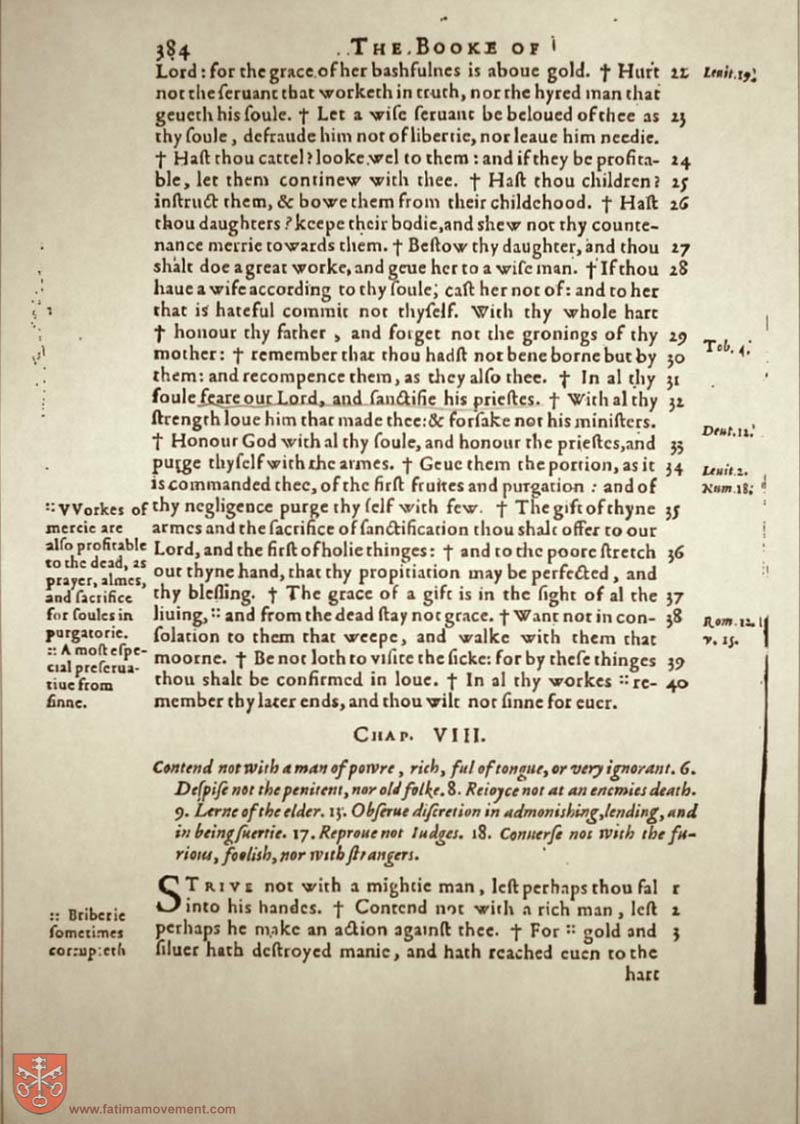 384 THE BOOKE OF
Lord: for the grace of her bashfulnes is aboue gold. † Hurt 22 Leuit. 19.
not the ſeruant that worketh in truth, nor the hyred man that
geueth his ſoule. † Let a wiſe ſeruant be beloued of thee as 23
thy ſoule, defraude him not of libertie, nor leaue him needie.
† Haſt thou cattel? looke wel to them: and if they be profita- 24
ble, let them continew with thee. † Haſt thou children? 25
inſtruct them, & bowe them from their childehood. † Haſt 26
thou daughters? keepe their bodie, and shew not thy counte-
nance merrie towards them. † Beſtow thy daughter, and thou 27
shalt doe a great worke, and geue her to a wiſe man. † If thou 28
haue a wife according to thy ſoule, caſt her not of: and to her
that is hateful commit not thyſelf. With thy whole hart
† honour thy father, and forget not the gronings of thy 29
mother: † remember that thou hadſt not bene borne but by 30 Tob. 4.
them: and recompence them, as they alſo thee. † In al thy 31
ſoule feare our Lord, and ſanctifie his prieſtes. † With al thy 32
ſtrength loue him that made thee: & forſake not his miniſters. Deut. 12.
† Honour God with al thy ſoule, and honour the prieſtes, and 33
purge thyſelf with the armes. † Geue them the portion, as it 34 Leuit. 2.
is commanded thee, of the firſt fruites and purgation: and of Num. 18;
thy negligence purge thy ſelf with few. † The gift of thyne 35
armes and the ſacrifice of ſanctification thou shalt offer to our
Lord, and the firſt of holie thinges: † and to the poore ſtretch 36
out thyne hand, that thy propitiation may be perfected, and
thy bleſſing. † The grace of a gift is in the ſight of al the 37
liuing, :: and from the dead ſtay not grace. † Want not in con- 38 Rom. 12.
ſolation to them that weepe, and walke with them that v. 15.
moorne. † Be not loth to viſite the ſicke: for by theſe thinges 39
thou shalt be confirmed in loue. † In al thy workes :: re- 40
member thy later ends, and thou wilt not ſinne for euer.
:: VVorkes of
mercie are
alſo profitable
to the dead, as
prayer, almes,
and ſacrifice
for ſoules in
purgatorie.
:: A moſt eſpe-
cial preſerua-
tiue from
ſinne.
CHAP. VIII.
Contend not with a man of powre, rich, ful of tongue, or very ignorant. 6.
Deſpiſe not the penitent, nor old folke. 8. Reioyce not at an enemies death.
9. Lerne of the elder. 13. Obſerue diſcretion in admonishing, lending, and
in being ſuertie. 17. Reproue not Iudges. 18. Conuerſe not with the fu-
rious, foolish, nor with ſtrangers.
STRIVE not with a mightie man, leſt perhaps thou fal 1
into his handes. † Contend not with a rich man, leſt 2
perhaps he make an action againſt thee. † For :: gold and 3
ſiluer hath deſtroyed manie, and hath reached euen to the
hart
:: Briberie
ſometimes
corrupteth
www.fatimamovement.com